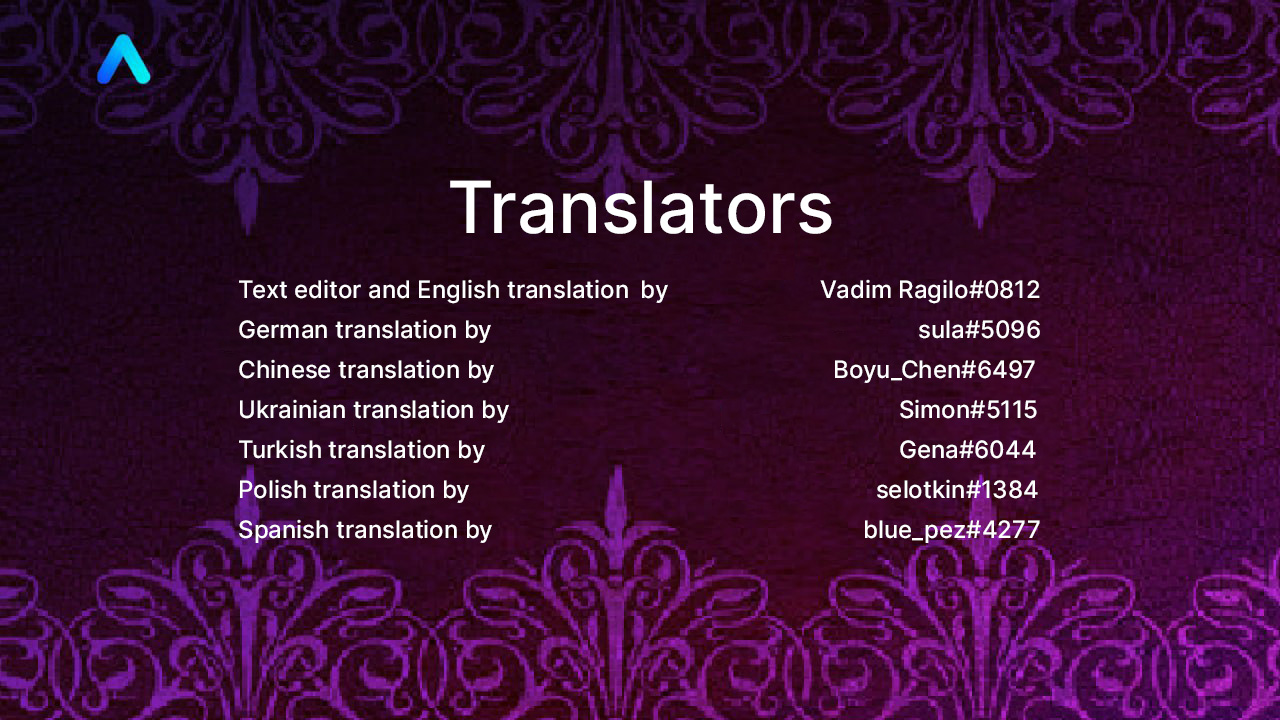 Translators
Text editor and English translation by Vadim Ragilo#0812
German translation by sula#5096
Chinese translation by Boyu_Chen#6497
Ukrainian translation by Simon#5115
Turkish translation by Gena#6044
Polish translation by selotkin#1384
Spanish translation by blue_pez#4277